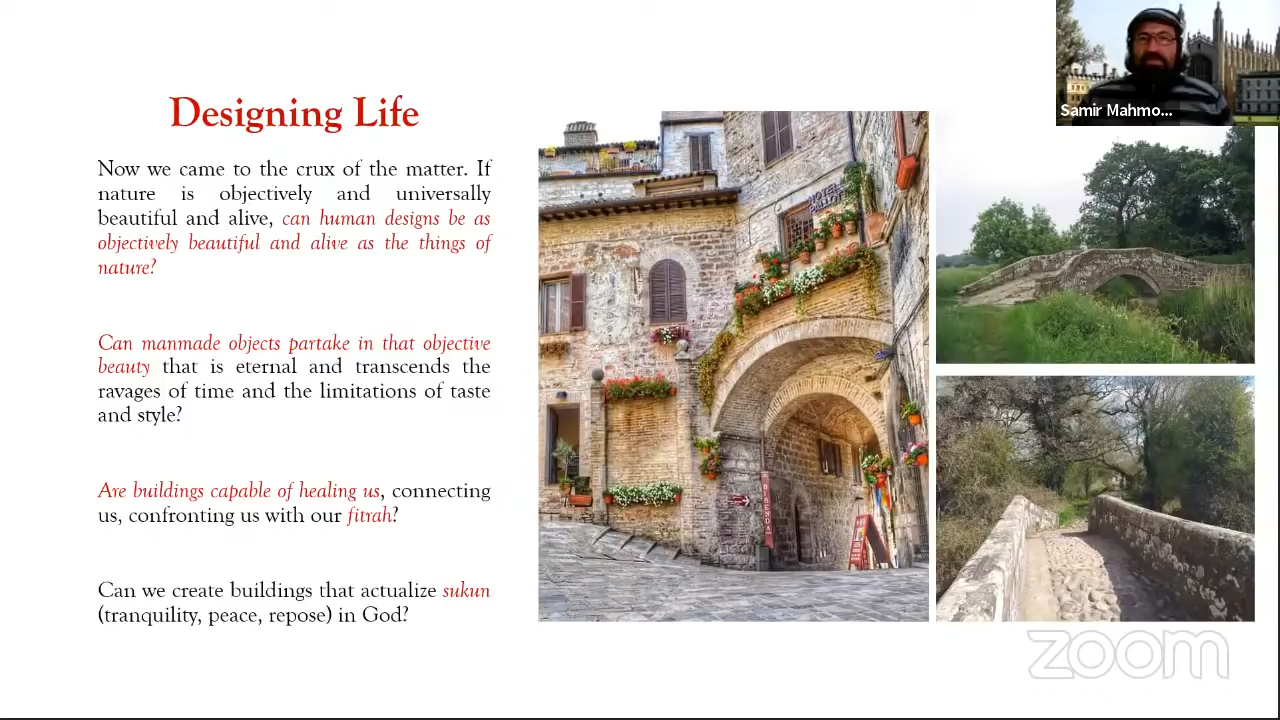 Samir Mahmo...
Designing Life
Now we came to the crux of the matter. If
nature is objectively and universally
beautiful and alive, can human designs be as
objectively beautiful and alive as the things of
nature?
Can manmade objects partake in that objective
beauty that is eternal and transcends the
ravages of time and the limitations of taste
and style?
Are buildings capable of healing us, connecting
us, confronting us with our fitrah?
Can we create buildings that actualize sukun
(tranquility, peace, repose) in God?
HOTEL
BIBENDA
zoom